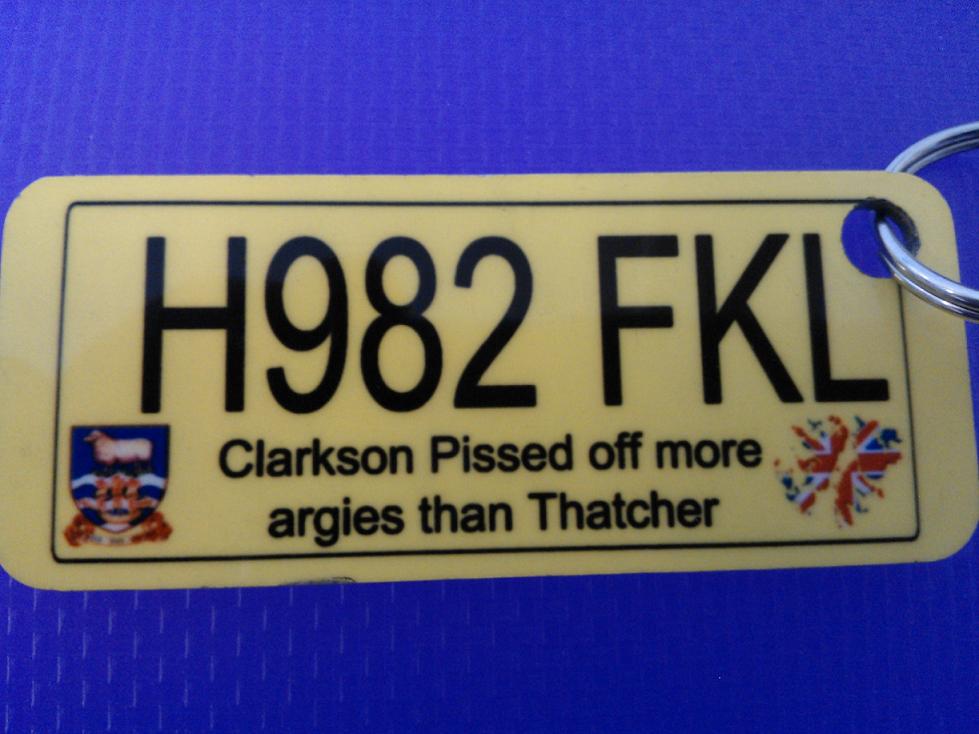 H982 FKL
Clarkson Pissed off more
argies than Thatcher